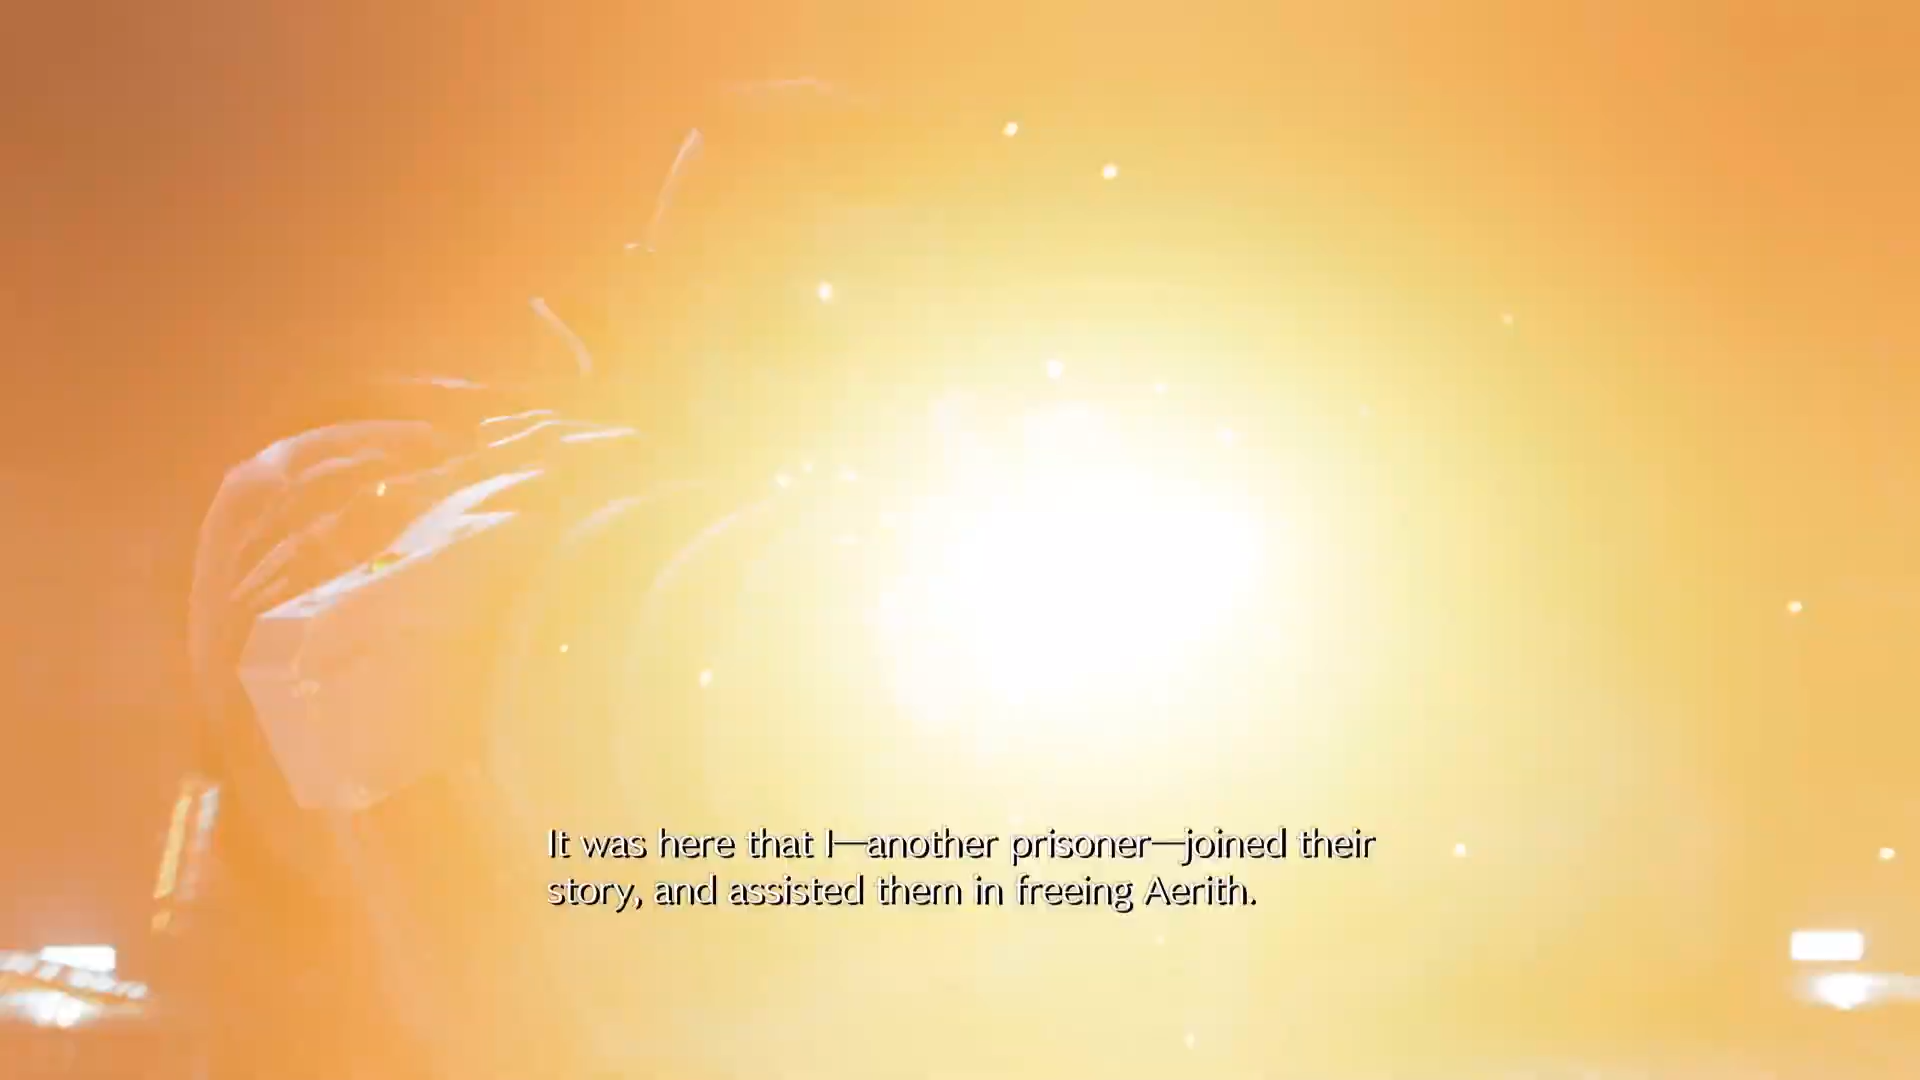 It was here that I—another prisoner—joined their
story, and assisted them in freeing Aerith.